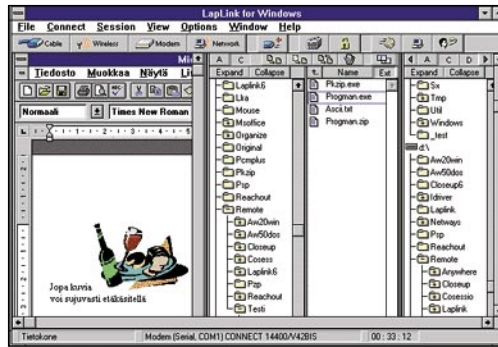 LapLink for Windows
File Connect Session View Options Window Help
Cable Wireless Modem Network
Mic
Tiedosto Muokkaa Näytä Li
Normaali Times New Roman
Jopa kuvia
voi sujuvasti etäkäsitellä
A C
Expand Collapse
Laplink6
Lka
Mouse
Msoffice
Organize
Original
Pcmplus
Pkzip
Psp
Reachout
Remote
Aw20win
Aw50dos
Closeup
Cosess
Laplink6
Pzp
Reachout
Testi
t.. Name Ext
Pkzip.exe
Progman.exe
Ascii.txt
Progman.zip
A C D
Expand Collapse
Sx
Tmp
Util
Windows
_test
d:\
Aw20win
Aw50dos
Closeup6
Idriver
Laplink
Netways
Psp
Reachout
Remote
Anywhere
Closeup
Cosessio
Laplink
Tietokone Modem (Serial, COM1) CONNECT 14400/V42BIS 00 : 33 : 12